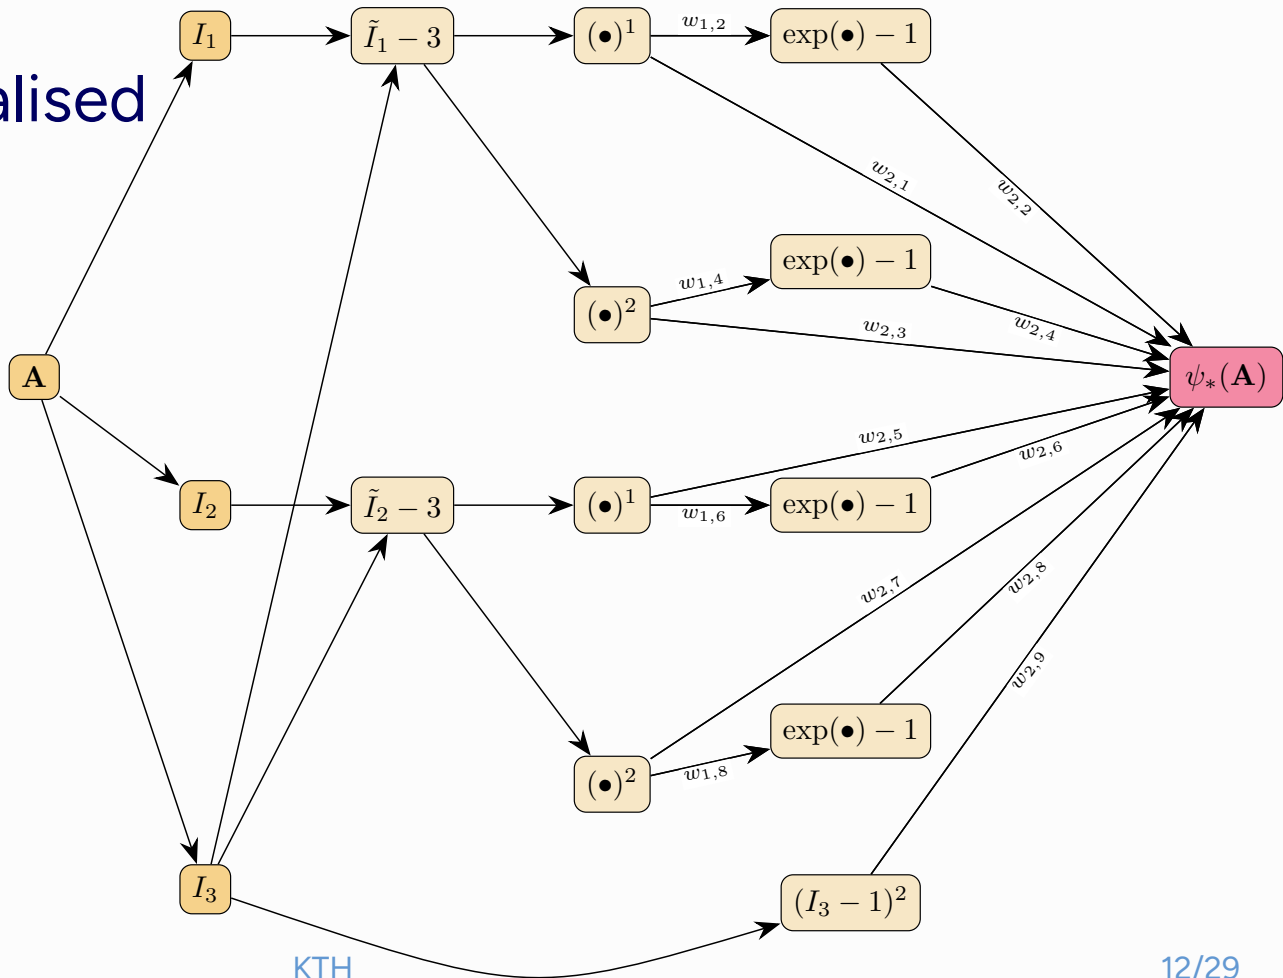 I₁
Ĩ₁ − 3
(•)¹
w₁,₂
exp(•) − 1
alised
w₂,₁
w₂,₂
exp(•) − 1
w₁,₄
(•)²
w₂,₃
w₂,₄
A
ψ∗(A)
w₂,₅
w₂,₆
I₂
Ĩ₂ − 3
(•)¹
w₁,₆
exp(•) − 1
w₂,₇
w₂,₈
w₂,₉
exp(•) − 1
(•)²
w₁,₈
I₃
(I₃ − 1)²
KTH
12/29